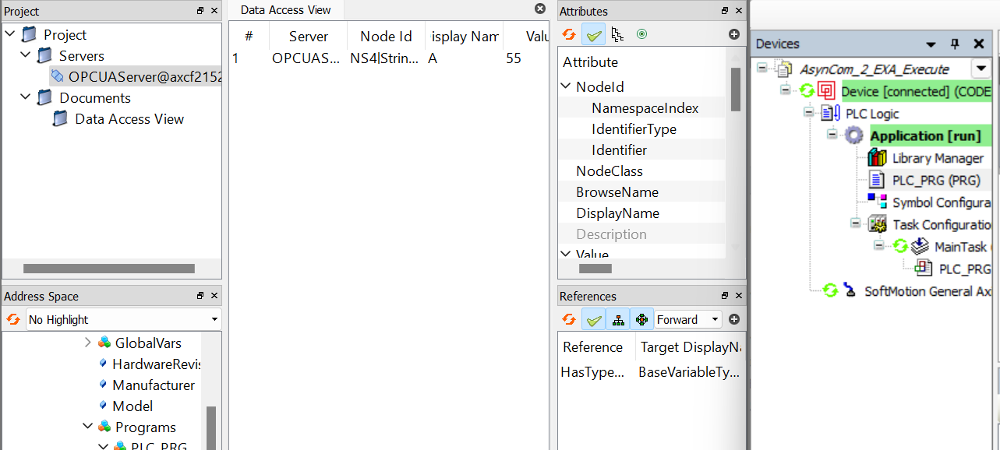 Project
Project
Servers
OPCUAServer@axcf2152
Documents
Data Access View
Address Space
No Highlight
GlobalVars
HardwareRevis
Manufacturer
Model
Programs
PLC_PRG
Data Access View
# Server Node Id isplay Nam Valu
1 OPCUAS... NS4|Strin... A 55
Attributes
Attribute
NodeId
NamespaceIndex
IdentifierType
Identifier
NodeClass
BrowseName
DisplayName
Description
Value
References
Forward
Reference Target DisplayNa
HasType... BaseVariableTy...
Devices
AsynCom_2_EXA_Execute
Device [connected] (CODE
PLC Logic
Application [run]
Library Manager
PLC_PRG (PRG)
Symbol Configura
Task Configuratio
MainTask (
PLC_PRG
SoftMotion General Ax